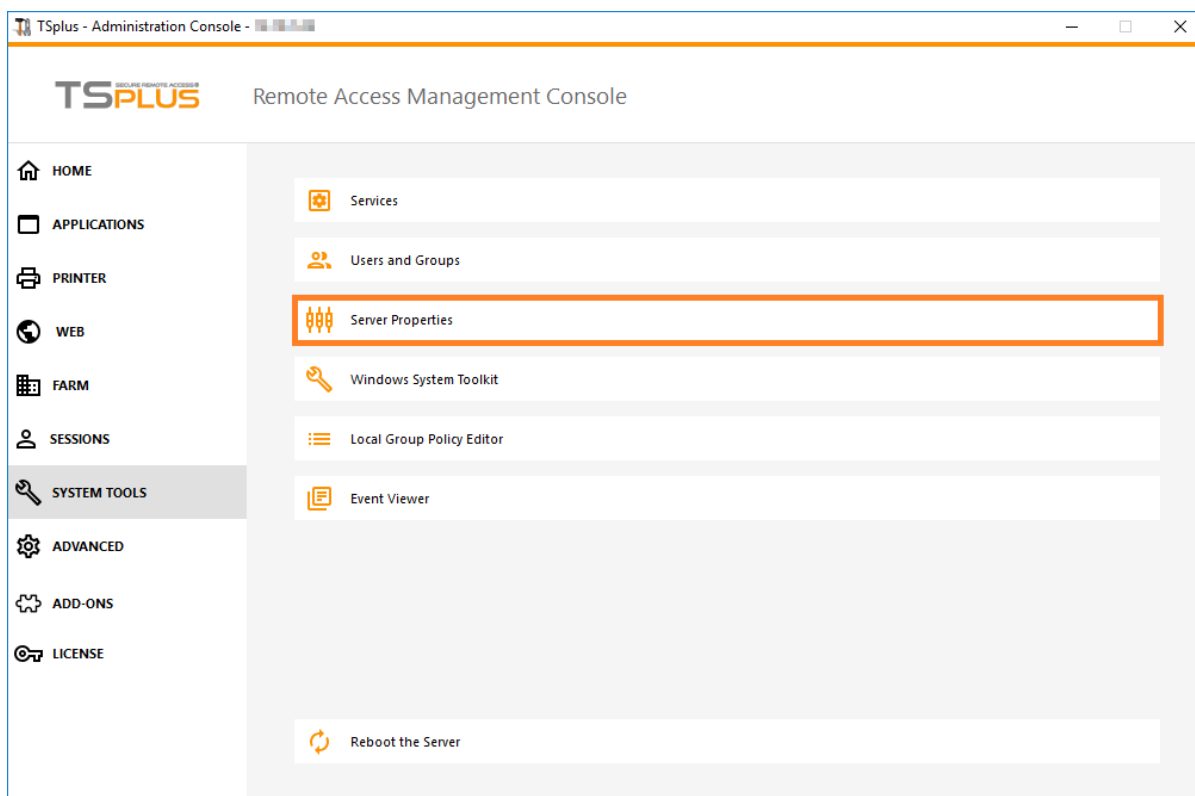 TSplus - Administration Console -
SECURE REMOTE ACCESS
TSPLUS
Remote Access Management Console
HOME
APPLICATIONS
PRINTER
WEB
FARM
SESSIONS
SYSTEM TOOLS
ADVANCED
ADD-ONS
LICENSE
Services
Users and Groups
Server Properties
Windows System Toolkit
Local Group Policy Editor
Event Viewer
Reboot the Server